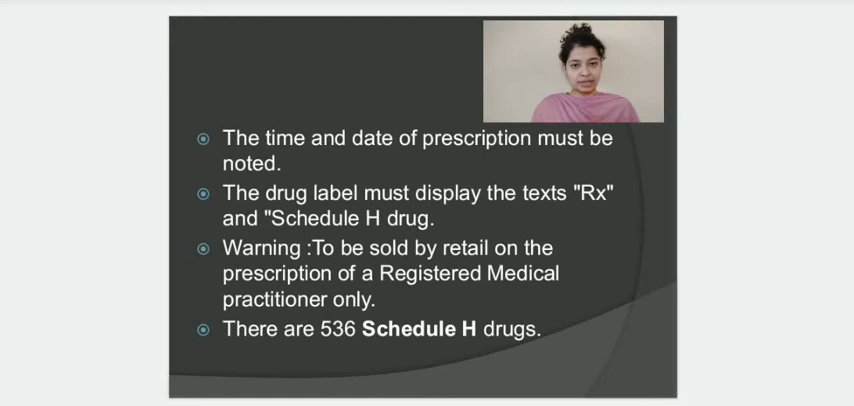 The time and date of prescription must be
noted.
The drug label must display the texts "Rx"
and "Schedule H drug.
Warning :To be sold by retail on the
prescription of a Registered Medical
practitioner only.
There are 536 Schedule H drugs.